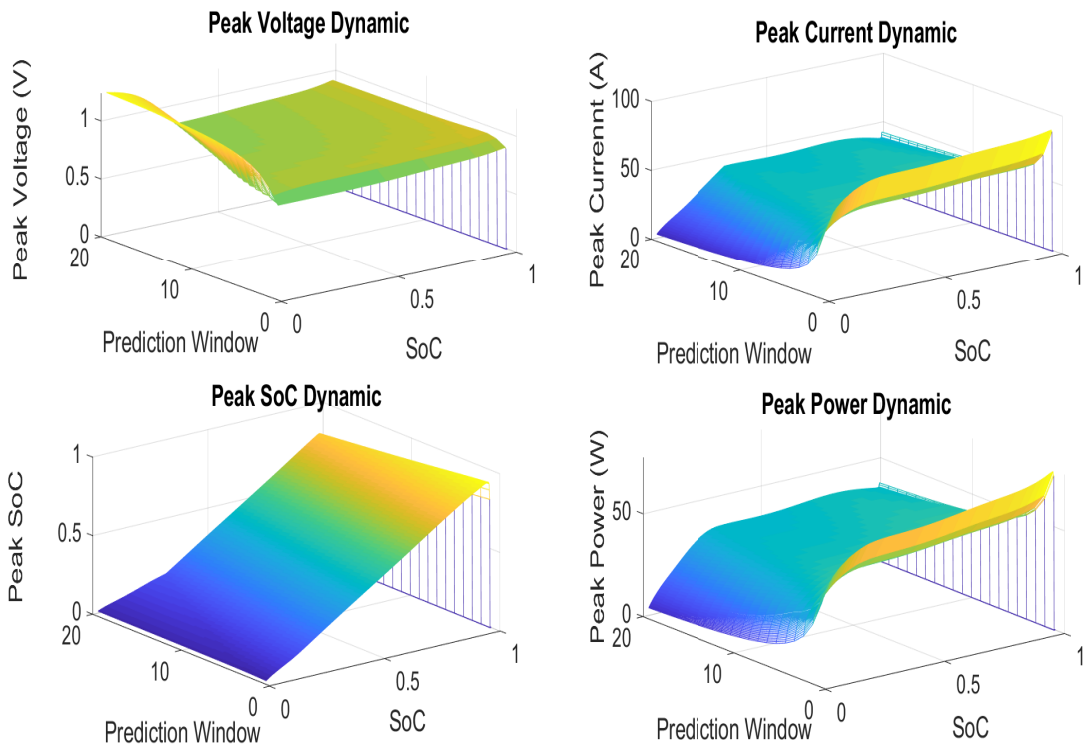 Peak Voltage Dynamic
Peak Voltage (V)
1
0.5
0
20
10
0
Prediction Window
0
0.5
1
SoC
Peak Current Dynamic
Peak Currennt (A)
100
50
0
20
10
0
Prediction Window
0
0.5
1
SoC
Peak SoC Dynamic
Peak SoC
1
0.5
0
20
10
0
Prediction Window
0
0.5
1
SoC
Peak Power Dynamic
Peak Power (W)
50
0
20
10
0
Prediction Window
0
0.5
1
SoC